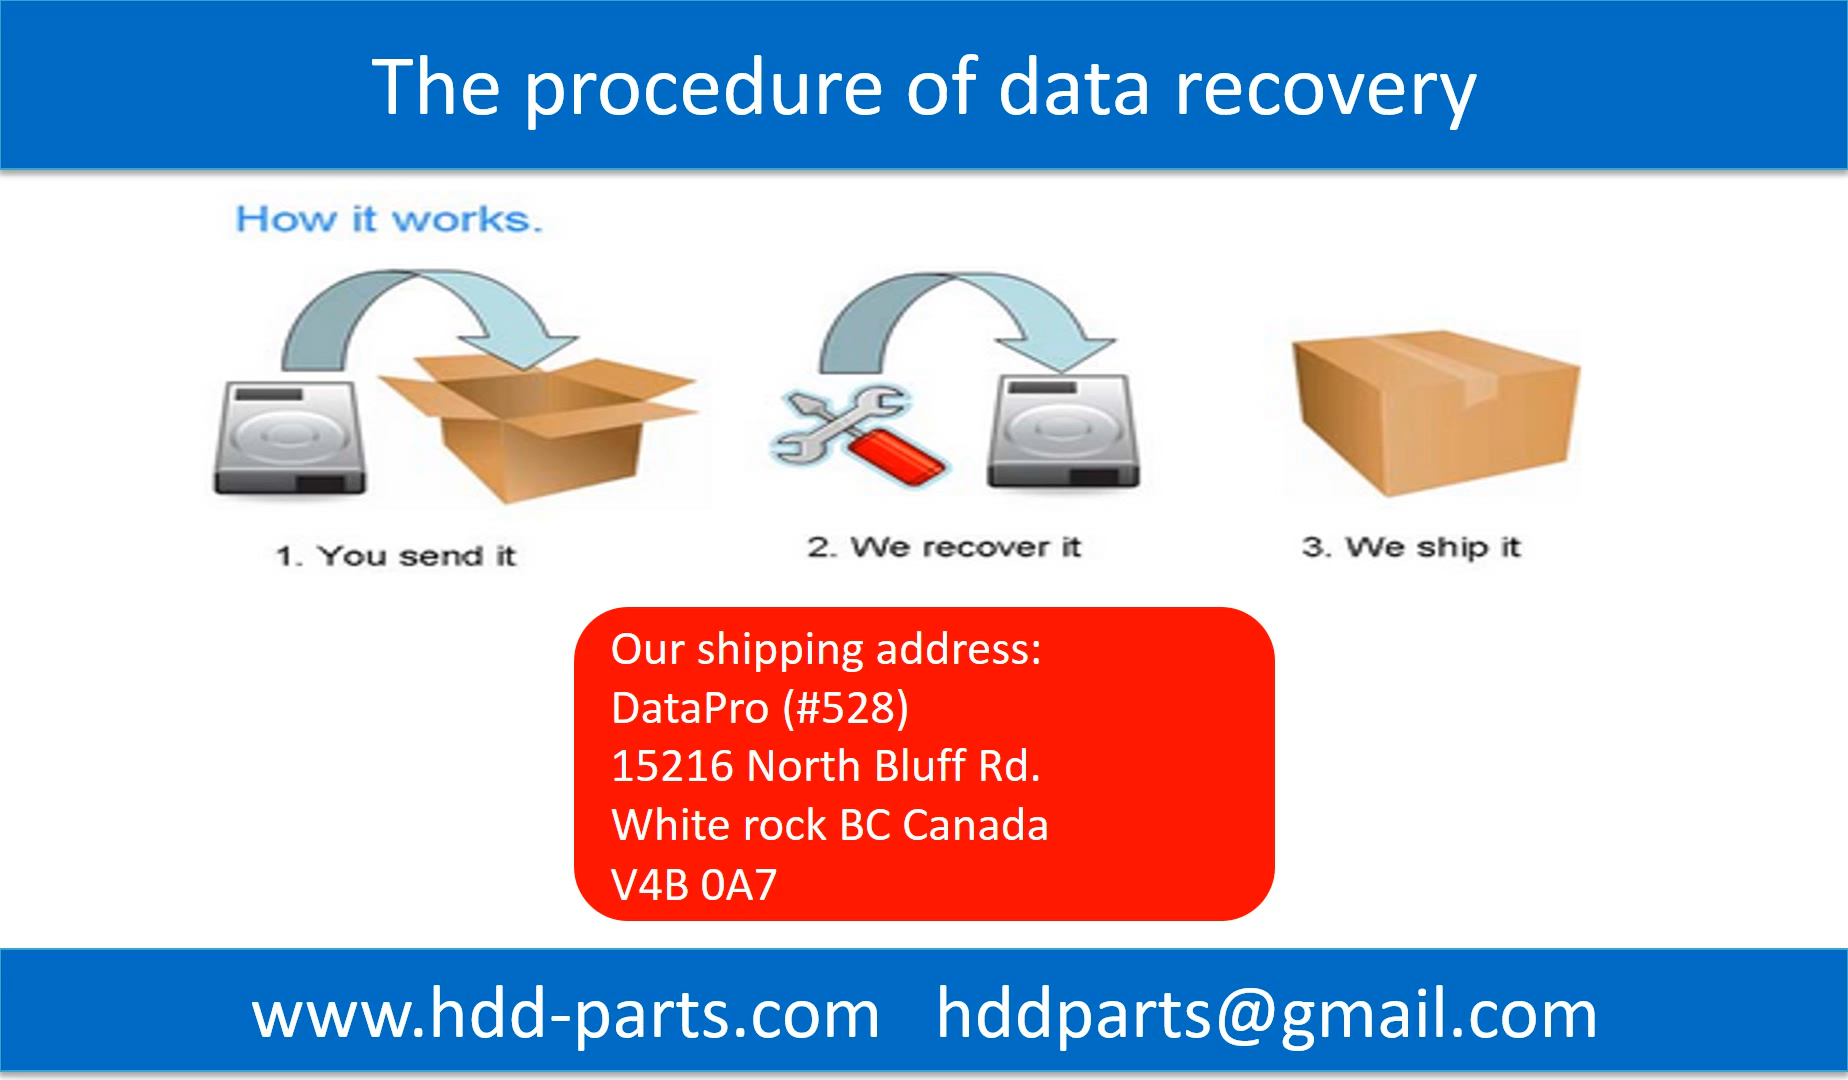 The procedure of data recovery
How it works.
1. You send it
2. We recover it
3. We ship it
Our shipping address:
DataPro (#528)
15216 North Bluff Rd.
White rock BC Canada
V4B 0A7
www.hdd-parts.com hddparts@gmail.com